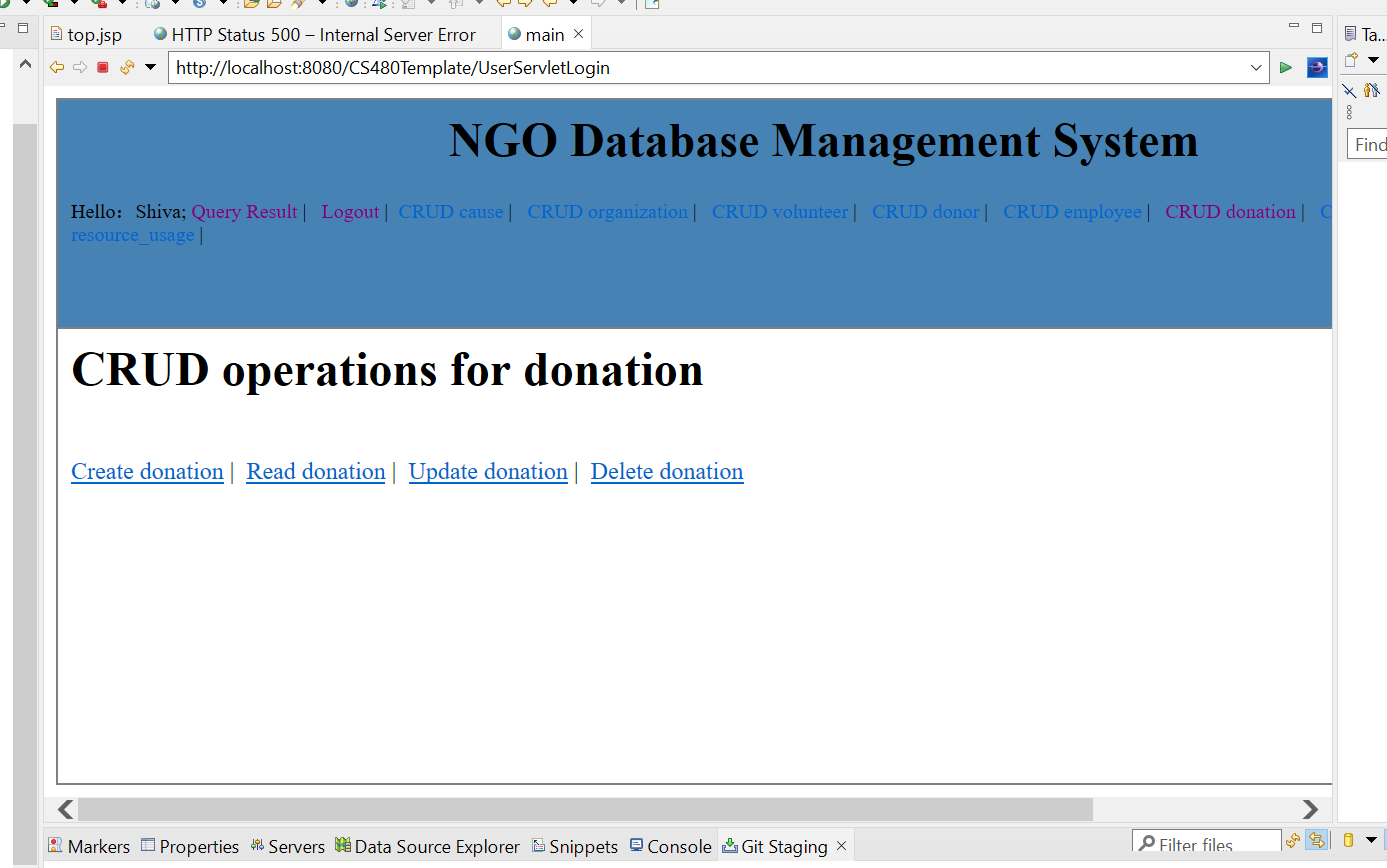 top.jsp HTTP Status 500 – Internal Server Error main Ta...
http://localhost:8080/CS480Template/UserServletLogin
NGO Database Management System
Find
Hello： Shiva; Query Result | Logout | CRUD cause | CRUD organization | CRUD volunteer | CRUD donor | CRUD employee | CRUD donation | C
resource_usage |
CRUD operations for donation
Create donation | Read donation | Update donation | Delete donation
Markers Properties Servers Data Source Explorer Snippets Console Git Staging Filter files